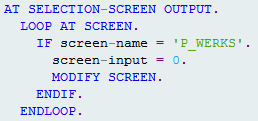 AT SELECTION-SCREEN OUTPUT.
  LOOP AT SCREEN.
    IF screen-name = 'P_WERKS'.
      screen-input = 0.
      MODIFY SCREEN.
    ENDIF.
  ENDLOOP.